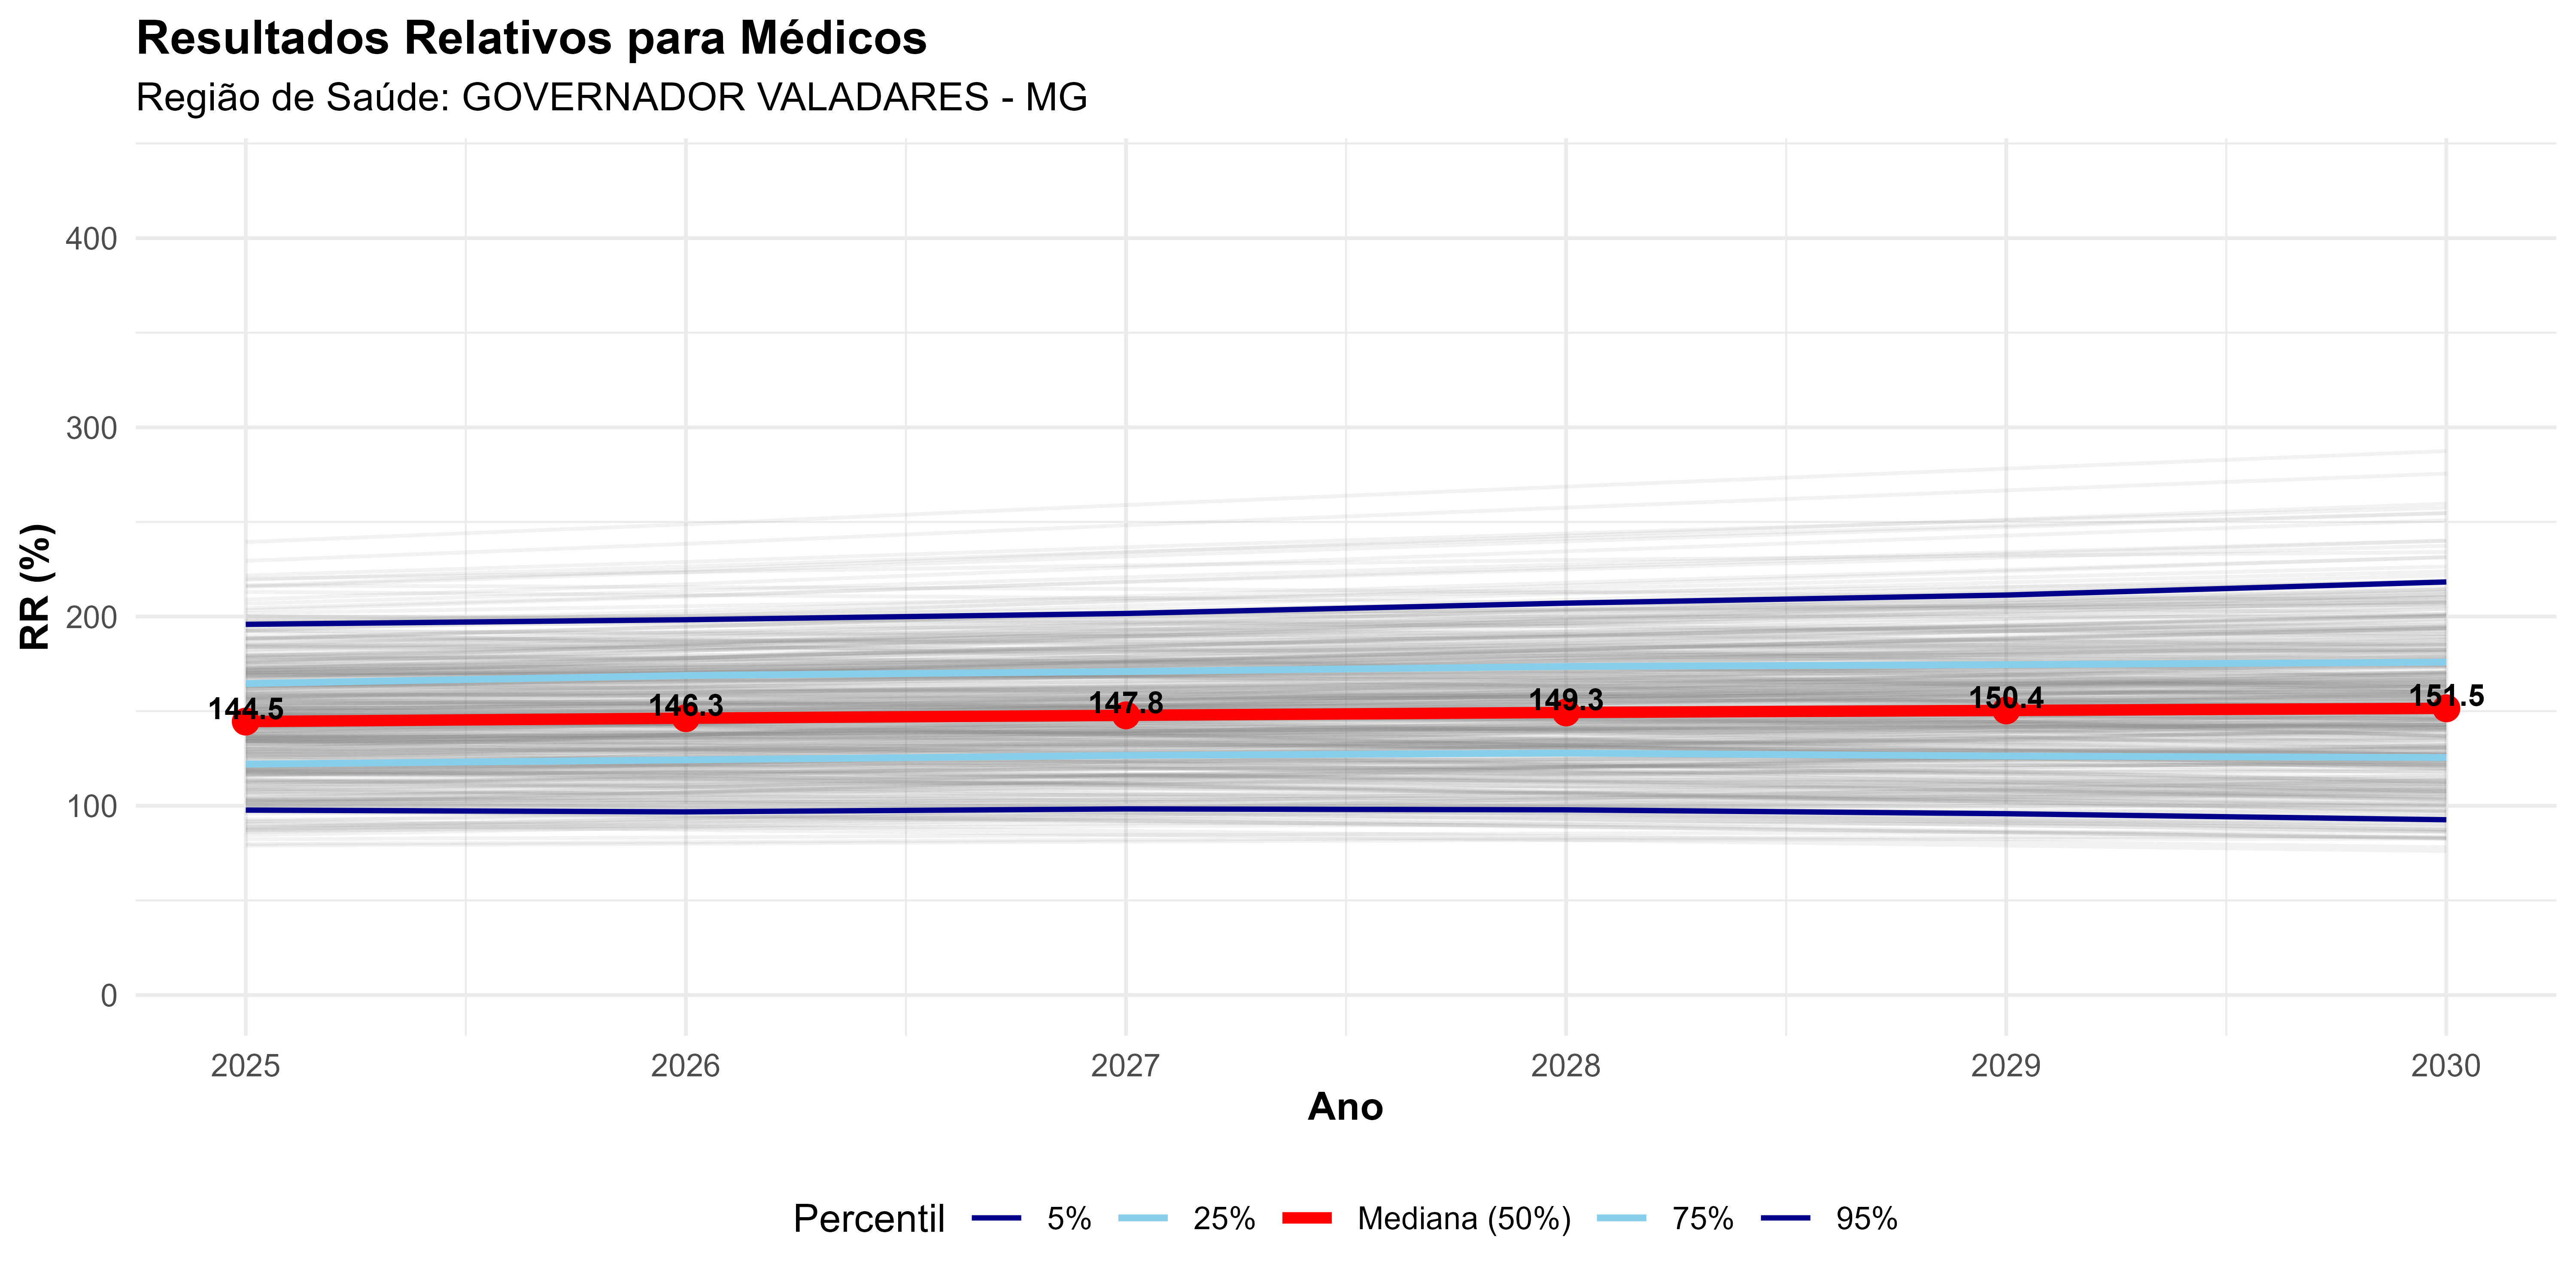 Resultados Relativos para Médicos
Região de Saúde: GOVERNADOR VALADARES - MG
RR (%)
400
300
200
100
0
144.5 146.3 147.8 149.3 150.4 151.5
2025 2026 2027 2028 2029 2030
Ano
Percentil 5% 25% Mediana (50%) 75% 95%